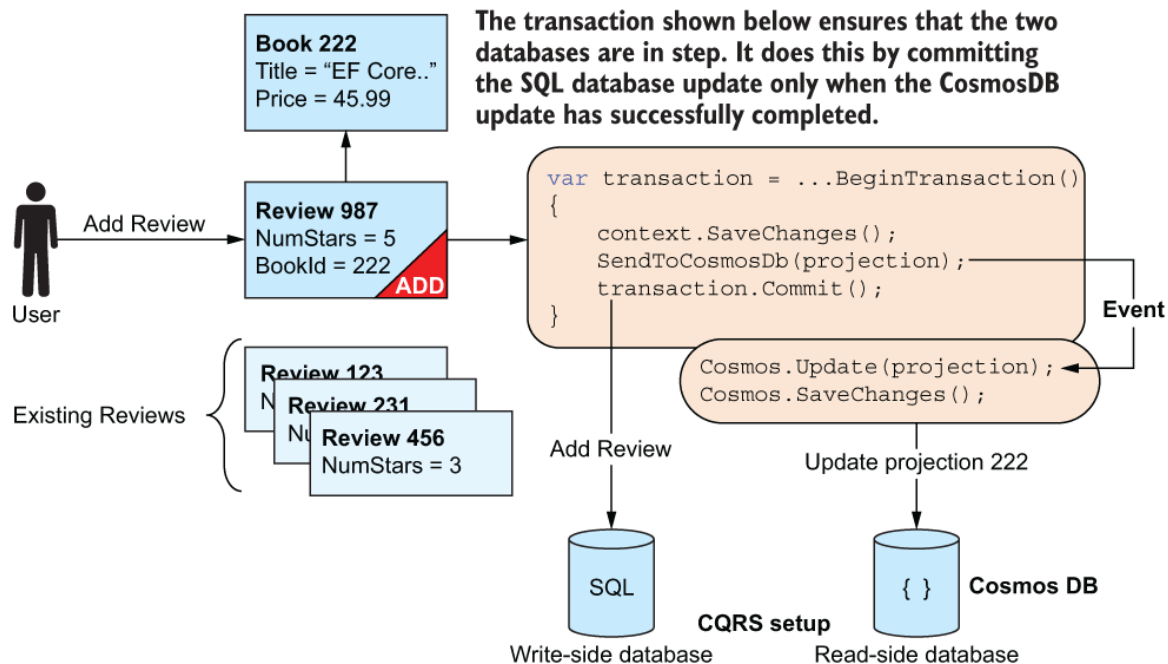 The transaction shown below ensures that the two
databases are in step. It does this by committing
the SQL database update only when the CosmosDB
update has successfully completed.
Book 222
Title = “EF Core..”
Price = 45.99
User
Add Review
Review 987
NumStars = 5
BookId = 222
ADD
var transaction = ...BeginTransaction()
{
context.SaveChanges();
SendToCosmosDb(projection);
transaction.Commit();
}
Event
Cosmos.Update(projection);
Cosmos.SaveChanges();
Existing Reviews
Review 123
N
Review 231
Nu
Review 456
NumStars = 3
Add Review
Update projection 222
SQL
{ }
Cosmos DB
CQRS setup
Write-side database
Read-side database